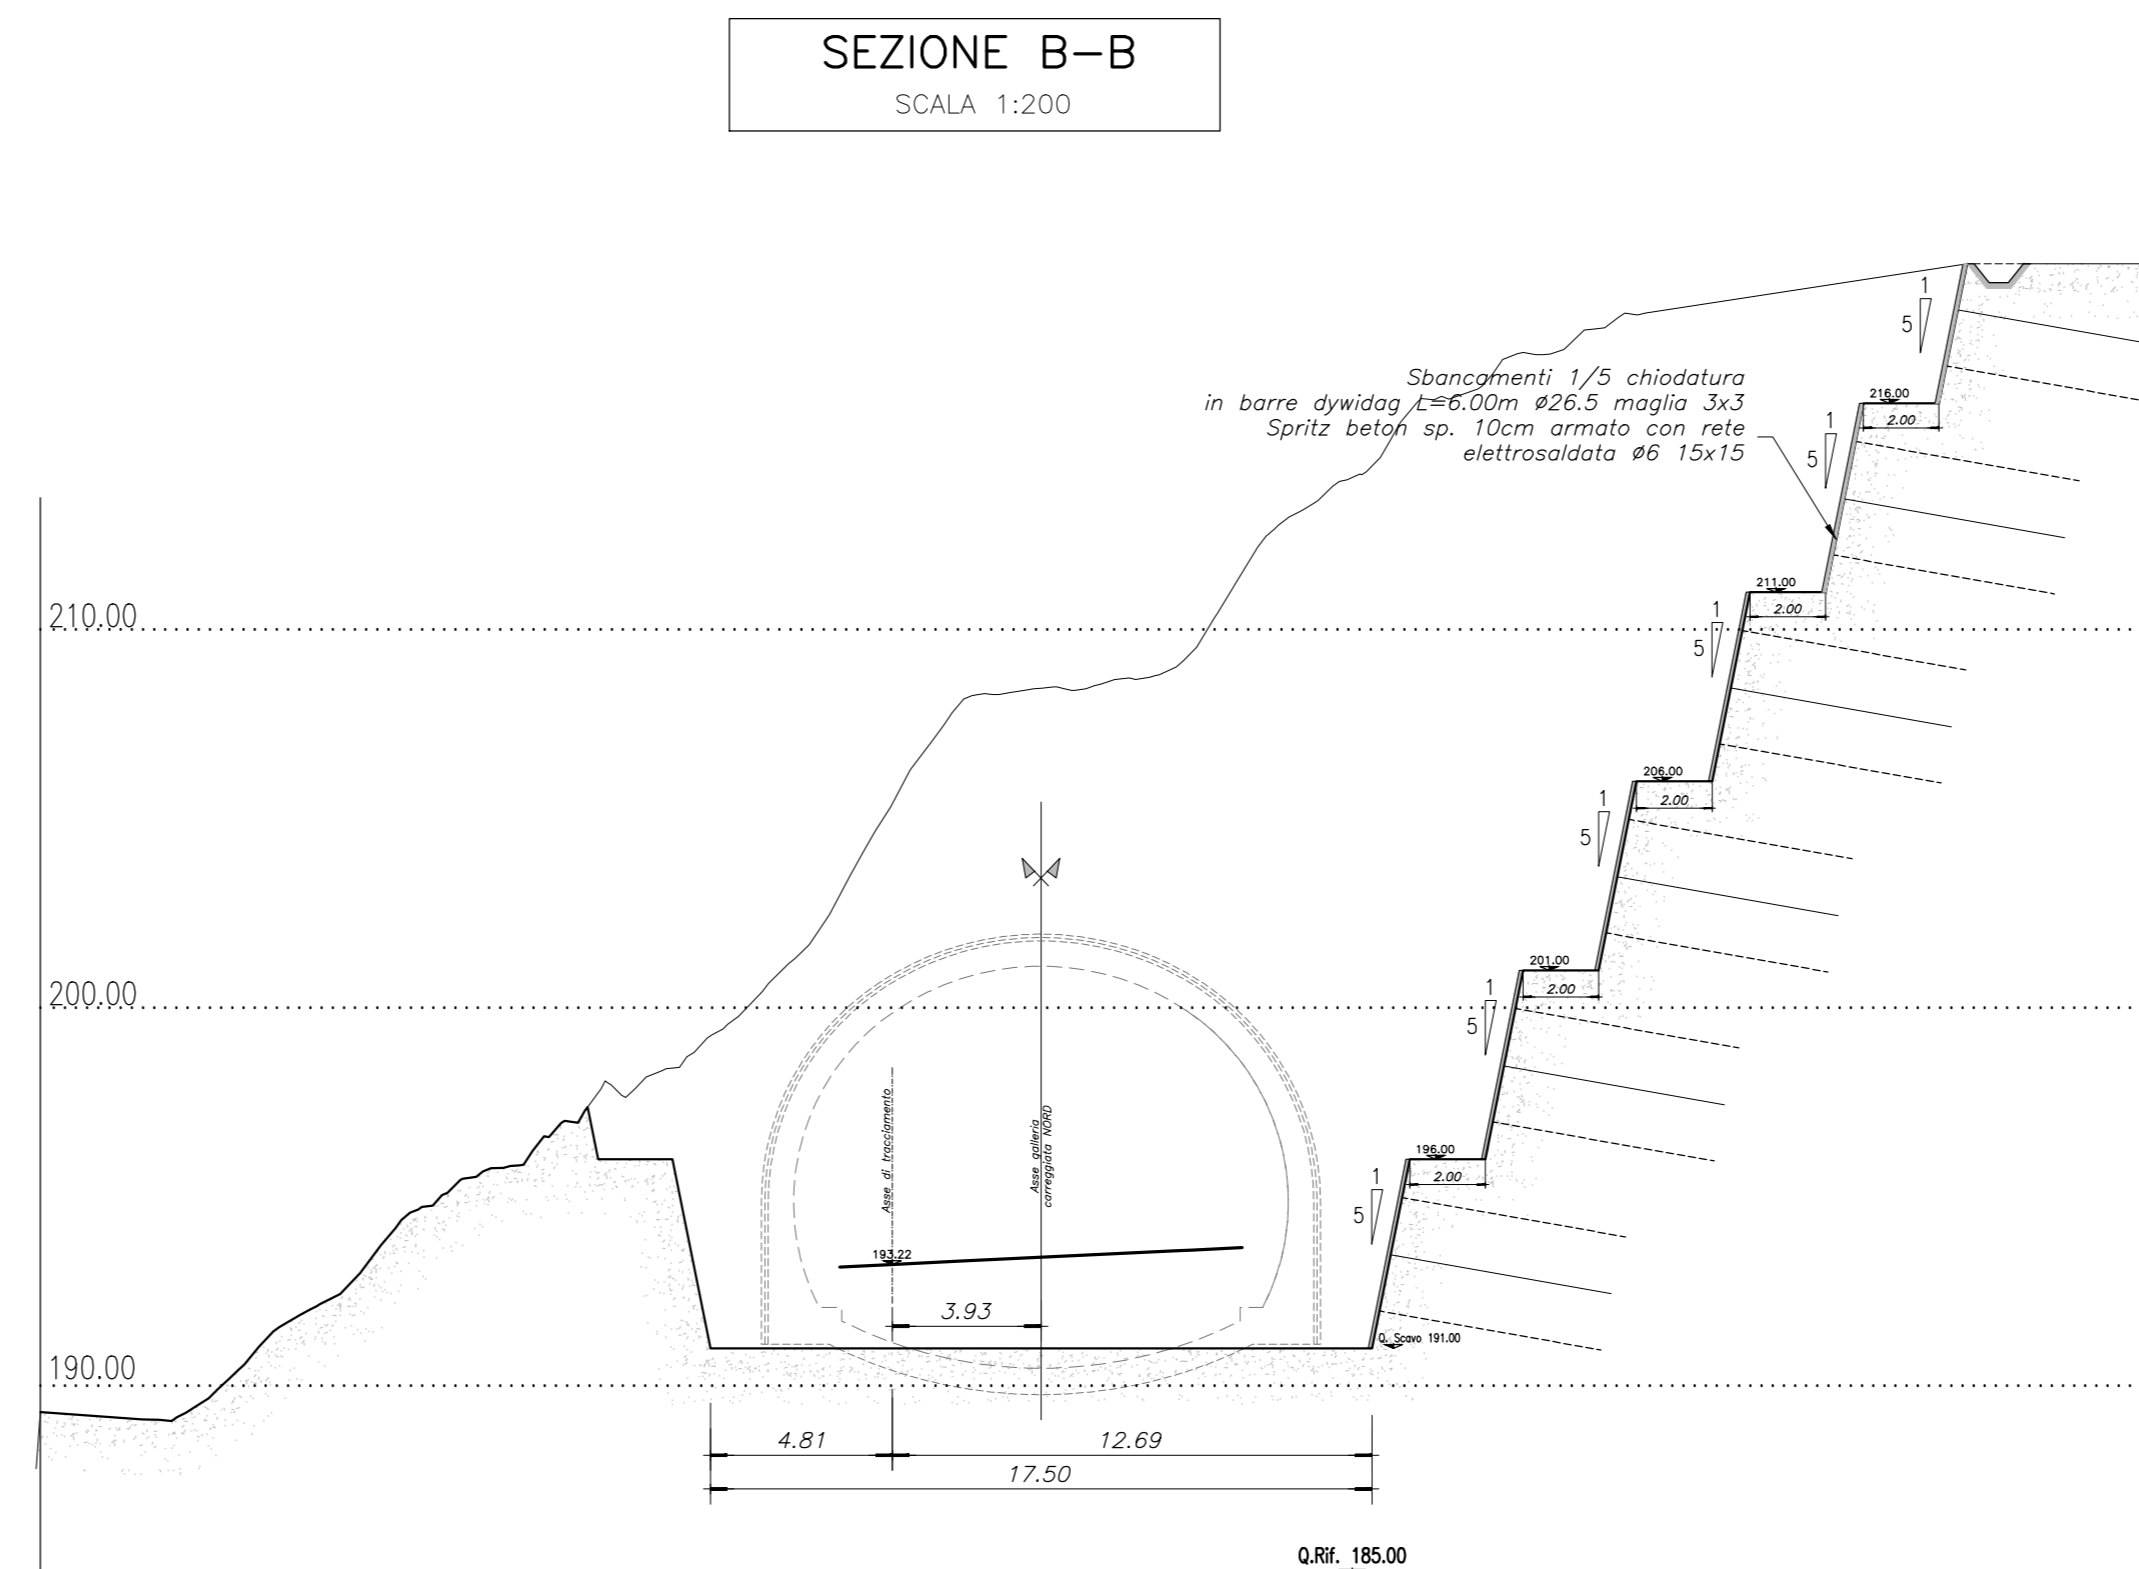 SEZIONE B-B
SCALA 1:200
1
5
Sbancamenti 1/5 chiodatura
in barre dywidag L=6.00m ø26.5 maglia 3x3
Spritz beton sp. 10cm armato con rete
elettrosaldata ø6 15x15
216.00
2.00
1
5
211.00
2.00
210.00
1
5
206.00
2.00
1
5
201.00
2.00
200.00
1
5
Asse di tracciamento
Asse galleria
carreggiata NORD
196.00
2.00
1
5
193.22
3.93
Q. Scavo 191.00
190.00
4.81
12.69
17.50
Q.Rif. 185.00